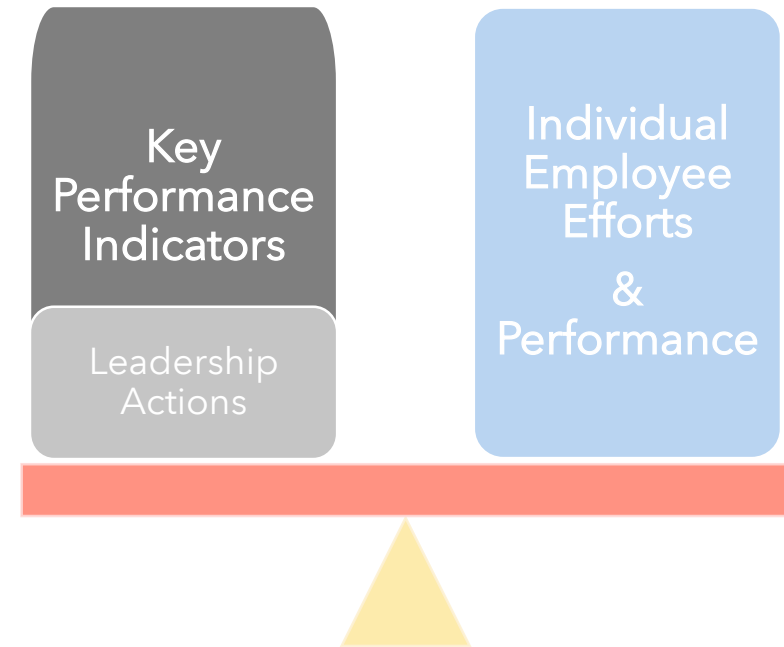 Key
Performance
Indicators
Leadership
Actions
Individual
Employee
Efforts
&
Performance